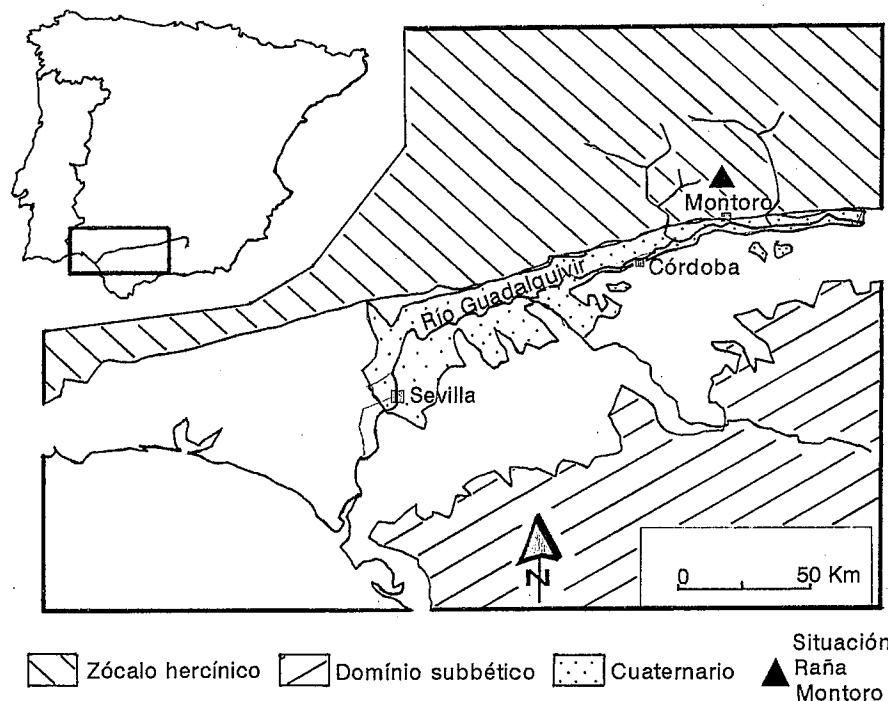 Montoro
Córdoba
Río Guadalquivir
Sevilla
N
0 50 Km
Zócalo hercínico
Domínio subbético
Cuaternario
Situación
Raña
Montoro